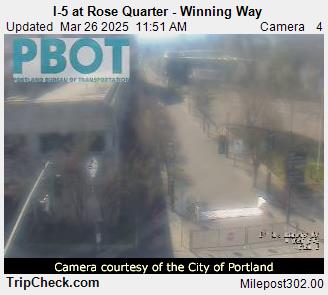 I-5 at Rose Quarter - Winning Way
Updated Mar 26 2025 11:51 AM Camera 4
PBOT
PORTLAND BUREAU OF TRANSPORTATION
Camera courtesy of the City of Portland
TripCheck.com Milepost302.00